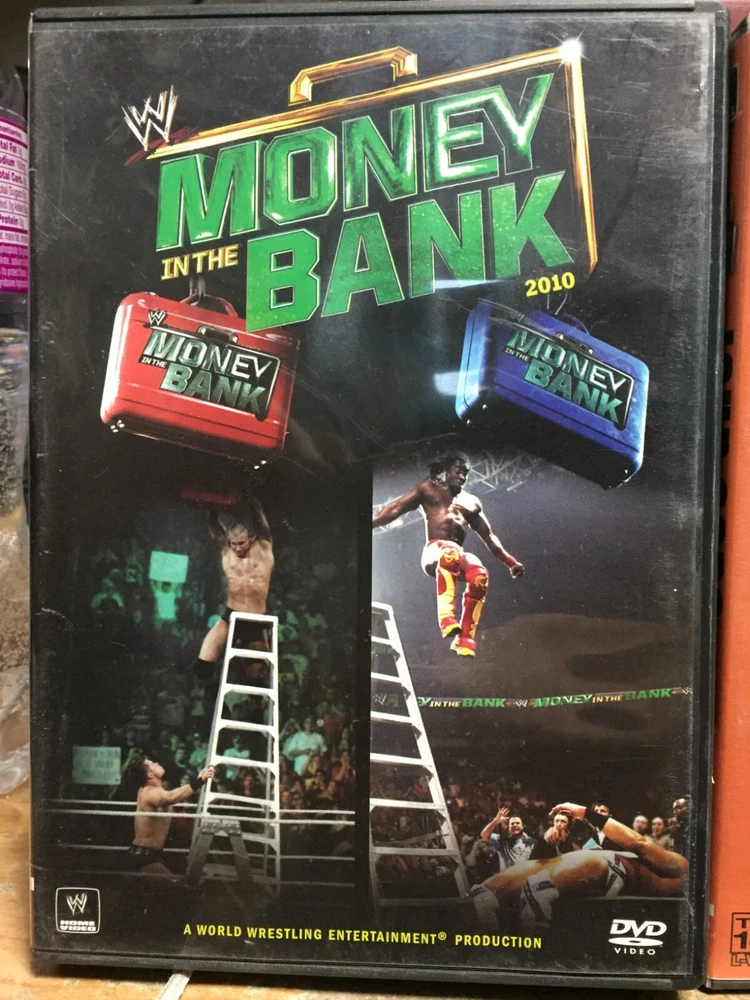 W
MONEY
IN THE
BANK
2010
W
MONEY
IN THE
BANK
MONEY
IN THE
BANK
IN THE BANK W MONEY IN THE BANK
W
HOME
VIDEO
A WORLD WRESTLING ENTERTAINMENT® PRODUCTION
DVD
VIDEO
Protein